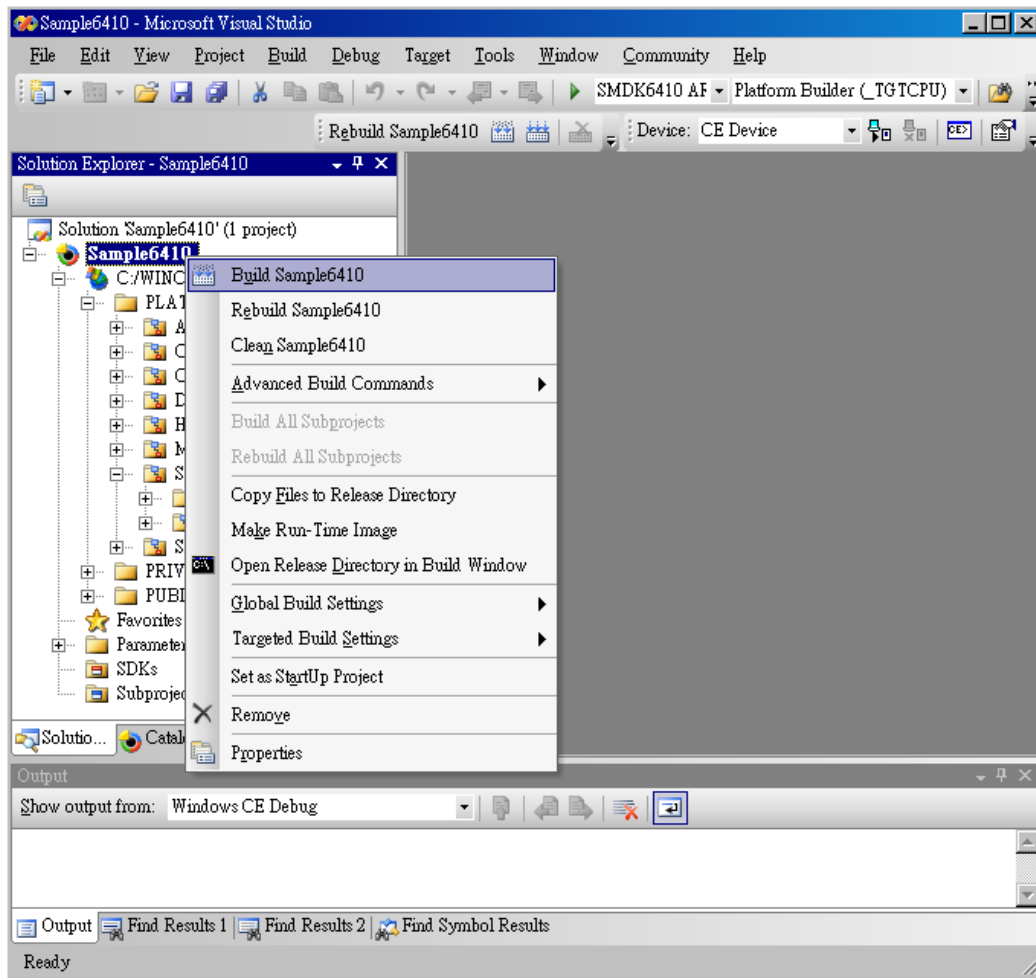 Sample6410 - Microsoft Visual Studio
File Edit View Project Build Debug Target Tools Window Community Help
SMDK6410 AF Platform Builder (_TGTCPU)
Rebuild Sample6410 Device: CE Device
Solution Explorer - Sample6410
Solution 'Sample6410' (1 project)
Sample6410
C:/WINC
PLAT
A
C
C
D
H
M
S
S
PRIV
PUBL
Favorites
Parameter
SDKs
Subprojec
Build Sample6410
Rebuild Sample6410
Clean Sample6410
Advanced Build Commands
Build All Subprojects
Rebuild All Subprojects
Copy Files to Release Directory
Make Run-Time Image
Open Release Directory in Build Window
Global Build Settings
Targeted Build Settings
Set as StartUp Project
Remove
Properties
Solutio... Catal
Output
Show output from: Windows CE Debug
Output Find Results 1 Find Results 2 Find Symbol Results
Ready